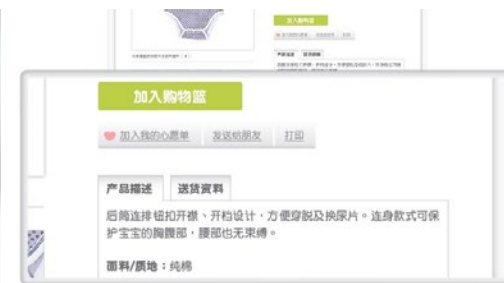 加入购物篮
加入我的心愿单 发送给朋友 打印
产品描述 送货资料
后筒连排钮扣开襟、开档设计，方便穿脱及换尿片。连身款式可保
护宝宝的胸腹部，腰部也无束缚。
面料/质地：纯棉